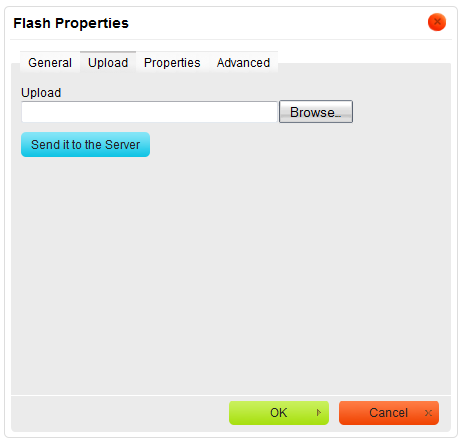 Flash Properties
General Upload Properties Advanced
Upload
Browse...
Send it to the Server
OK Cancel